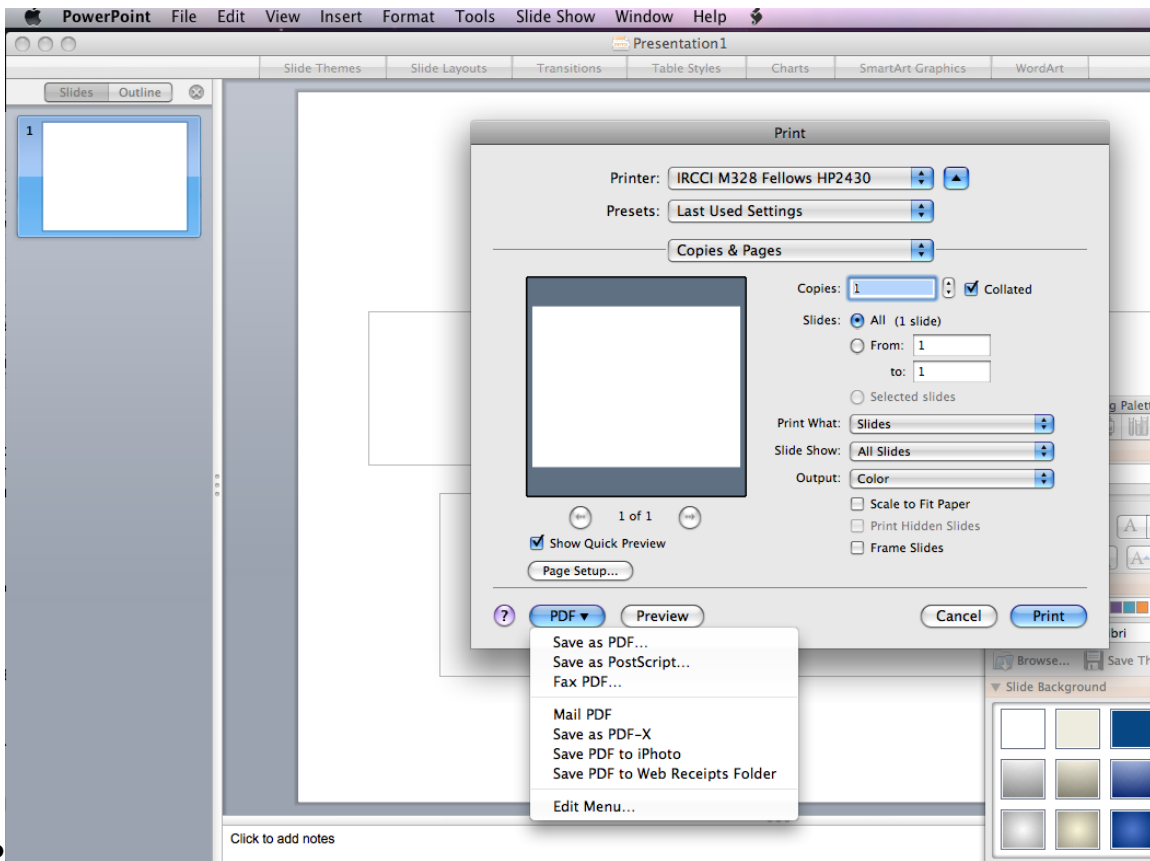 PowerPoint File Edit View Insert Format Tools Slide Show Window Help
Presentation1
Slide Themes Slide Layouts Transitions Table Styles Charts SmartArt Graphics WordArt
Slides Outline
1
Print
Printer: IRCCI M328 Fellows HP2430
Presets: Last Used Settings
Copies & Pages
Copies: 1 Collated
Slides: All (1 slide)
From: 1
to: 1
Selected slides
Print What: Slides
Slide Show: All Slides
Output: Color
Scale to Fit Paper
Print Hidden Slides
Frame Slides
1 of 1
Show Quick Preview
Page Setup...
? PDF Preview Cancel Print
Save as PDF...
Save as PostScript...
Fax PDF...
Mail PDF
Save as PDF-X
Save PDF to iPhoto
Save PDF to Web Receipts Folder
Edit Menu...
g Palett
A
A
bri
Browse... Save Th
Slide Background
Click to add notes